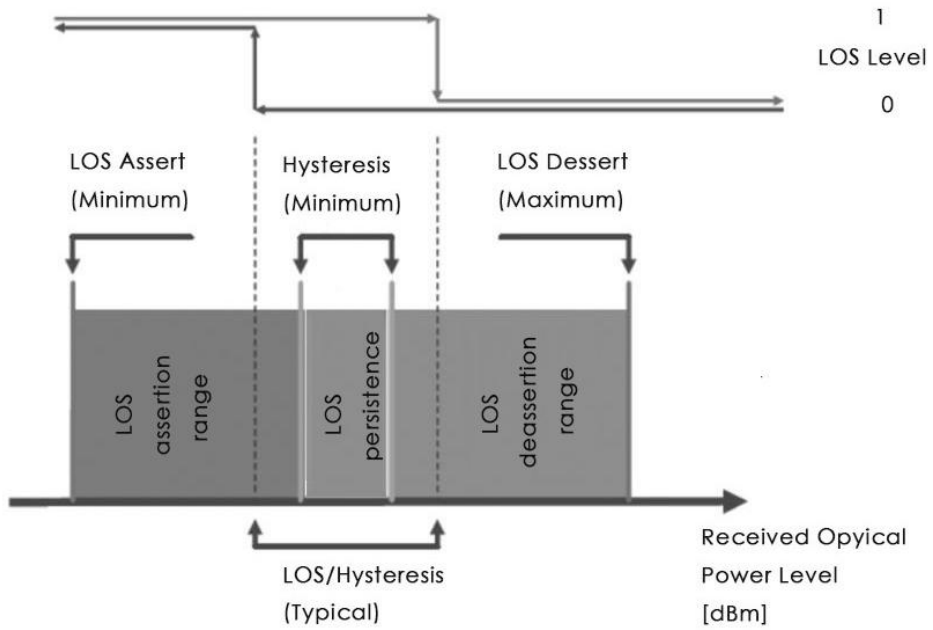 1
LOS Level
0
LOS Assert
(Minimum)
Hysteresis
(Minimum)
LOS Dessert
(Maximum)
LOS
assertion
range
LOS
persistence
LOS
deassertion
range
LOS/Hysteresis
(Typical)
Received Opyical
Power Level
[dBm]